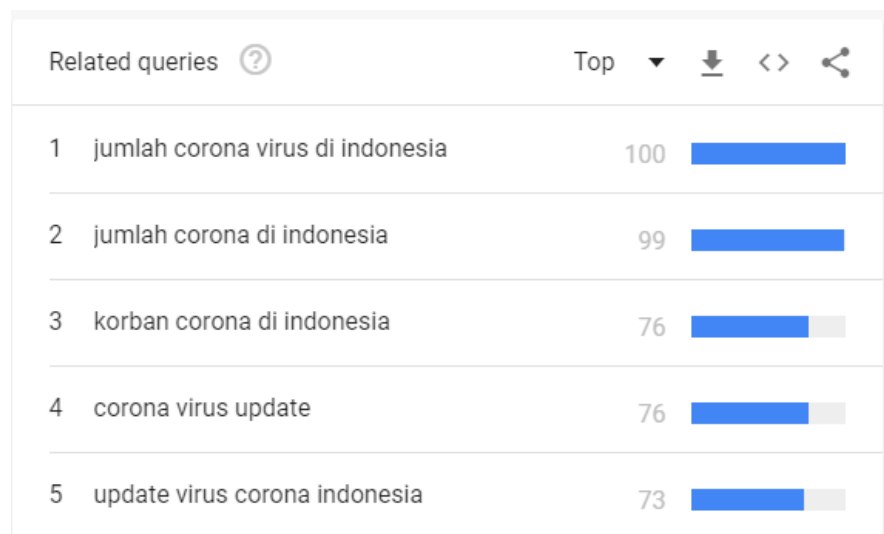 Related queries ? Top
1 jumlah corona virus di indonesia 100
2 jumlah corona di indonesia 99
3 korban corona di indonesia 76
4 corona virus update 76
5 update virus corona indonesia 73